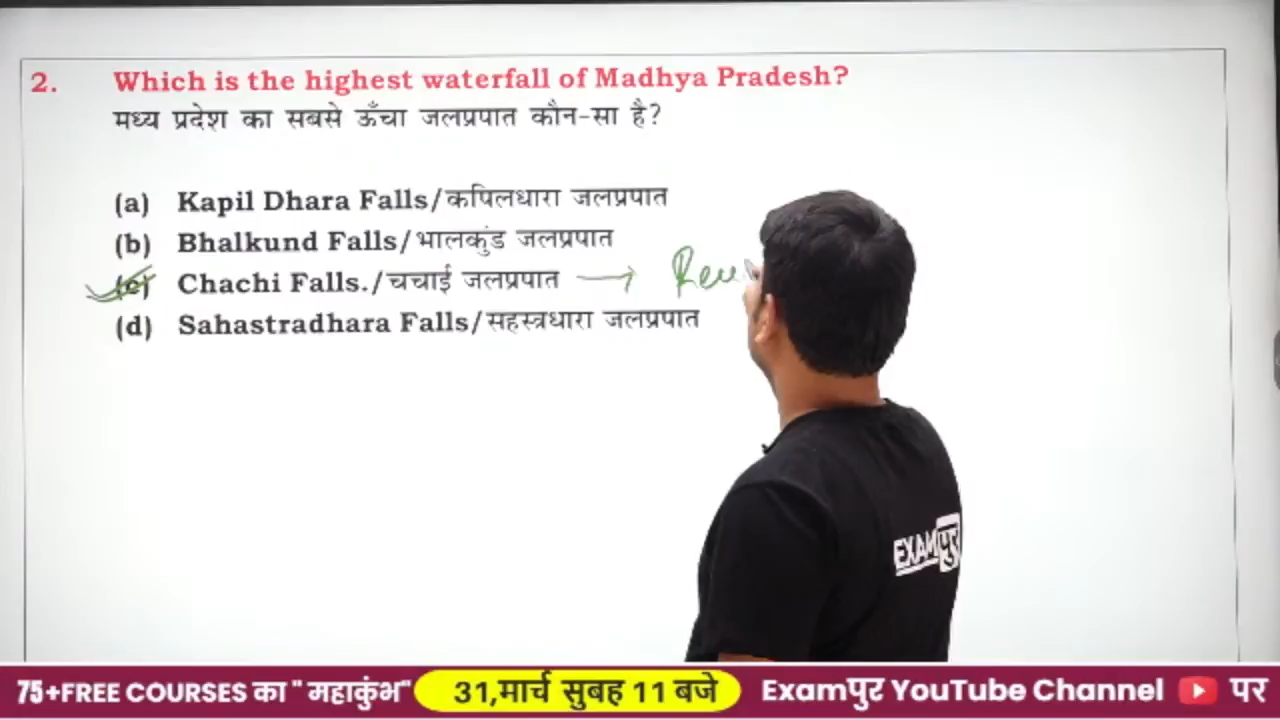 2. Which is the highest waterfall of Madhya Pradesh?
मध्य प्रदेश का सबसे ऊँचा जलप्रपात कौन-सा है?
(a) Kapil Dhara Falls/कपिलधारा जलप्रपात
(b) Bhalkund Falls/भालकुंड जलप्रपात
(c) Chachi Falls./चचाई जलप्रपात → Rew
(d) Sahastradhara Falls/सहस्त्रधारा जलप्रपात
EXAMपुर
75+FREE COURSES का " महाकुंभ" 31,मार्च सुबह 11 बजे Examपुर YouTube Channel पर